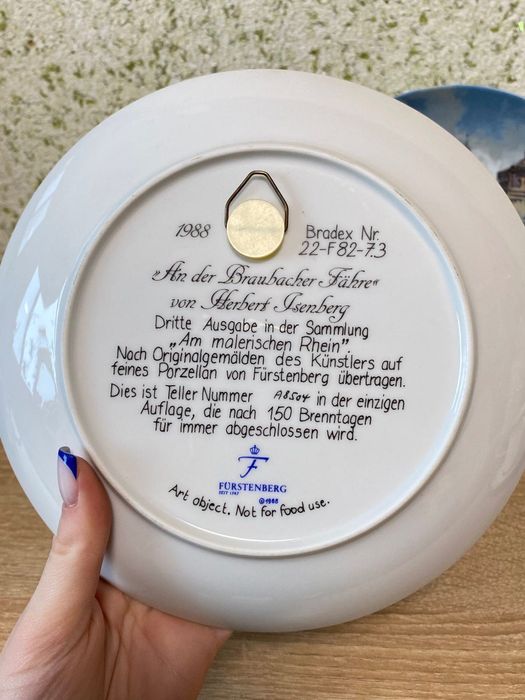 1988
Bradex Nr.
22-F82-7.3
„An der Braubacher Fähre“
von Herbert Isenberg
Dritte Ausgabe in der Sammlung
„Am malerischen Rhein”
Nach Originalgemälden des Künstlers auf
feines Porzellan von Fürstenberg übertragen.
Dies ist Teller Nummer A8504 in der einzigen
Auflage, die nach 150 Brenntagen
für immer abgeschlossen wird.
F
FÜRSTENBERG
SEIT 1747
©1988
Art object. Not for food use.